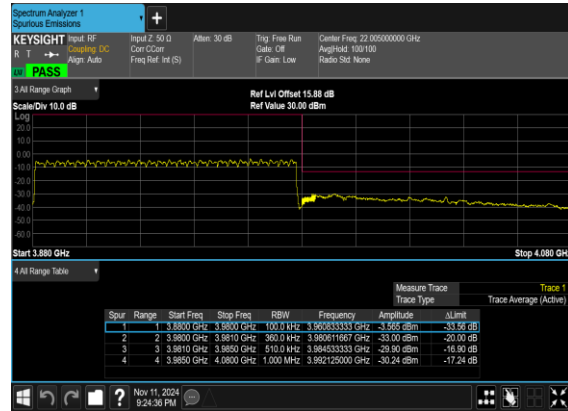 Spectrum Analyzer 1
Spurious Emissions
+
KEYSIGHT Input: RF Input Z: 50 Ω Atten: 30 dB Trig: Free Run Center Freq: 22.005000000 GHz
R T Coupling: DC Corr CCorr Gate: Off Avg|Hold: 100/100
Align: Auto Freq Ref: Int (S) IF Gain: Low Radio Std: None
LW PASS
3 All Range Graph
Ref Lvl Offset 15.88 dB
Scale/Div 10.0 dB Ref Value 30.00 dBm
Log
20.0
10.0
0.00
-10.0
-20.0
-30.0
-40.0
-50.0
-60.0
Start 3.880 GHz Stop 4.080 GHz
4 All Range Table
Measure Trace Trace 1
Trace Type Trace Average (Active)
Spur Range Start Freq Stop Freq RBW Frequency Amplitude ΔLimit
1 1 3.8800 GHz 3.9800 GHz 100.0 kHz 3.960833333 GHz -3.565 dBm -33.56 dB
2 2 3.9800 GHz 3.9810 GHz 360.0 kHz 3.980611667 GHz -33.00 dBm -20.00 dB
3 3 3.9810 GHz 3.9850 GHz 510.0 kHz 3.984533333 GHz -29.90 dBm -16.90 dB
4 4 3.9850 GHz 4.0800 GHz 1.000 MHz 3.992125000 GHz -30.24 dBm -17.24 dB
? Nov 11, 2024
9:24:36 PM